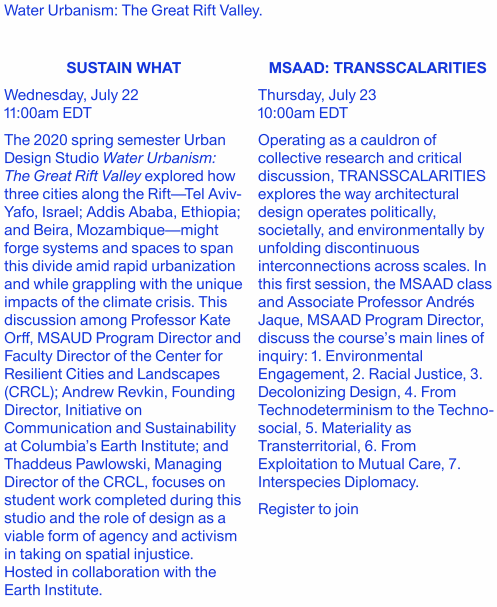 Water Urbanism: The Great Rift Valley.
SUSTAIN WHAT
Wednesday, July 22
11:00am EDT
The 2020 spring semester Urban
Design Studio Water Urbanism:
The Great Rift Valley explored how
three cities along the Rift—Tel Aviv-
Yafo, Israel; Addis Ababa, Ethiopia;
and Beira, Mozambique—might
forge systems and spaces to span
this divide amid rapid urbanization
and while grappling with the unique
impacts of the climate crisis. This
discussion among Professor Kate
Orff, MSAUD Program Director and
Faculty Director of the Center for
Resilient Cities and Landscapes
(CRCL); Andrew Revkin, Founding
Director, Initiative on
Communication and Sustainability
at Columbia’s Earth Institute; and
Thaddeus Pawlowski, Managing
Director of the CRCL, focuses on
student work completed during this
studio and the role of design as a
viable form of agency and activism
in taking on spatial injustice.
Hosted in collaboration with the
Earth Institute.
MSAAD: TRANSSCALARITIES
Thursday, July 23
10:00am EDT
Operating as a cauldron of
collective research and critical
discussion, TRANSSCALARITIES
explores the way architectural
design operates politically,
societally, and environmentally by
unfolding discontinuous
interconnections across scales. In
this first session, the MSAAD class
and Associate Professor Andrés
Jaque, MSAAD Program Director,
discuss the course’s main lines of
inquiry: 1. Environmental
Engagement, 2. Racial Justice, 3.
Decolonizing Design, 4. From
Technodeterminism to the Techno-
social, 5. Materiality as
Transterritorial, 6. From
Exploitation to Mutual Care, 7.
Interspecies Diplomacy.
Register to join